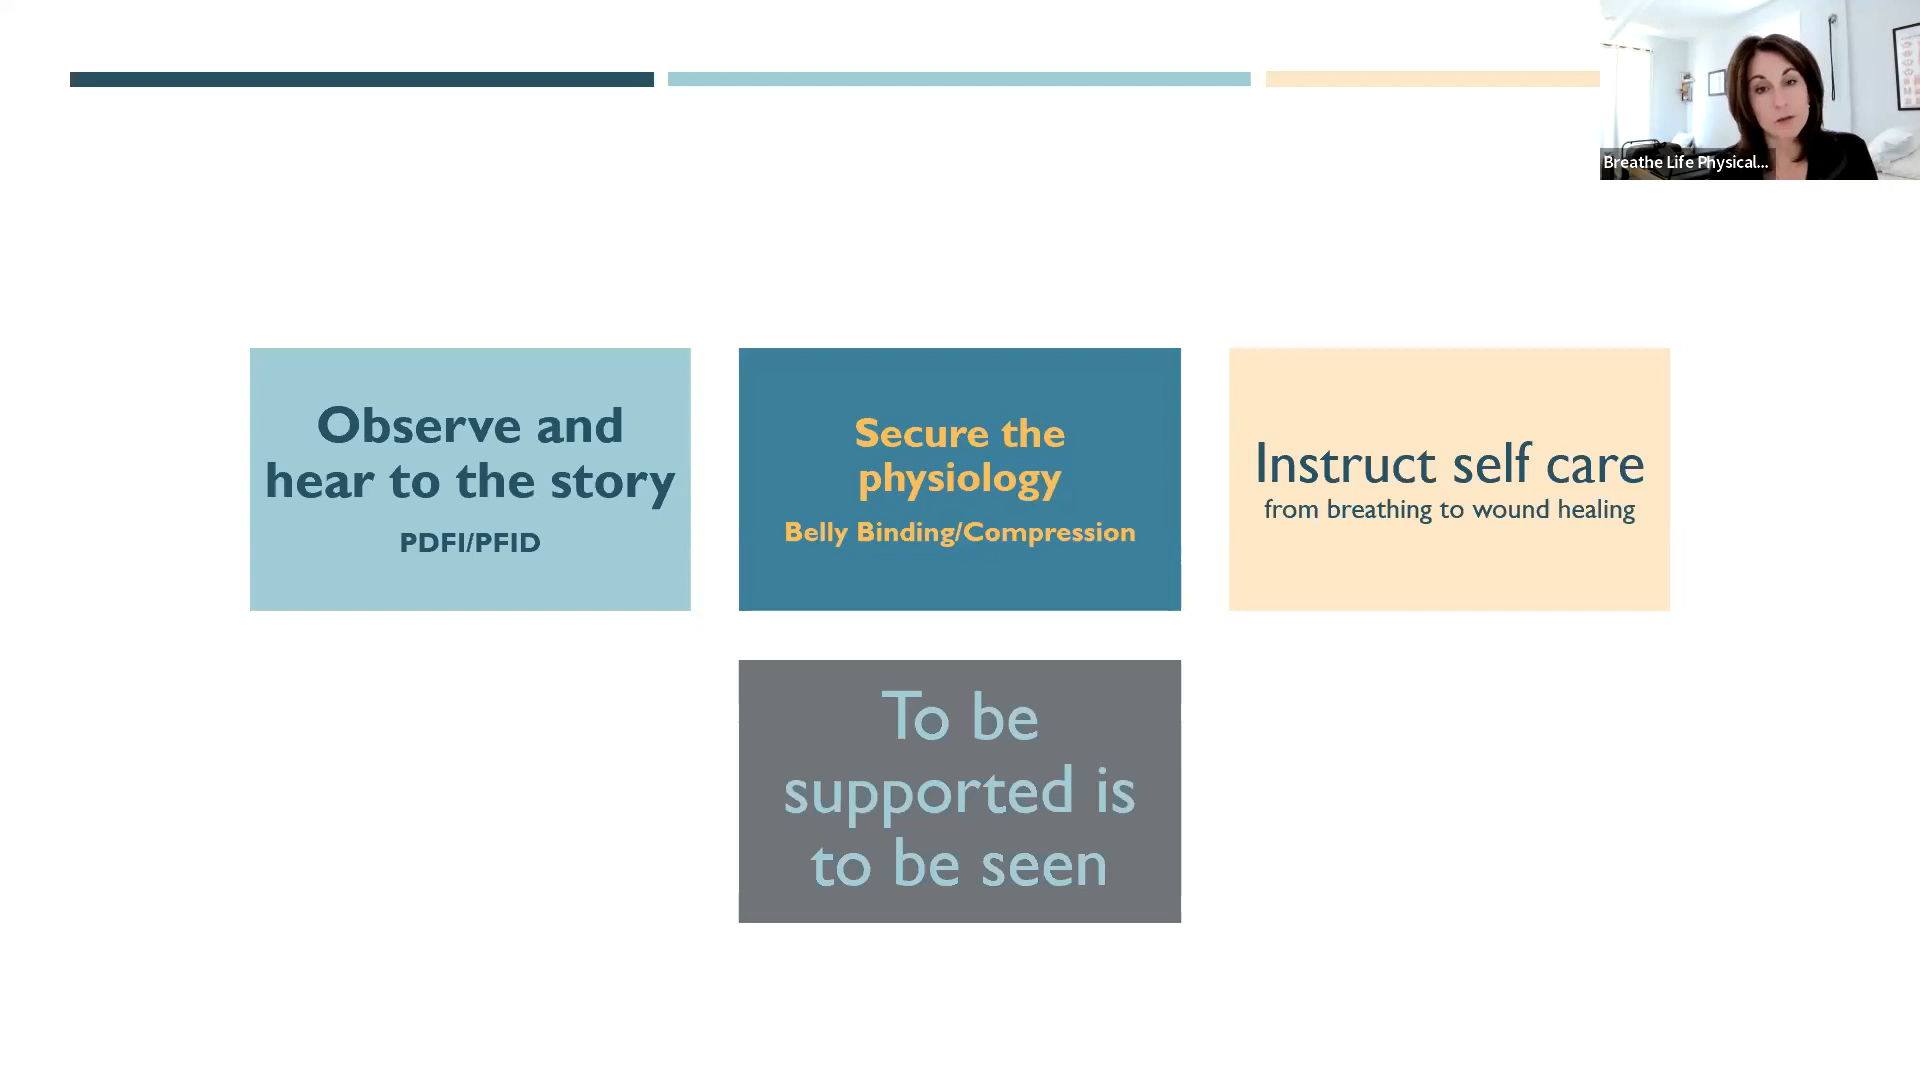 Breathe Life Physical...
Observe and
hear to the story
PDFI/PFID
Secure the
physiology
Belly Binding/Compression
Instruct self care
from breathing to wound healing
To be
supported is
to be seen